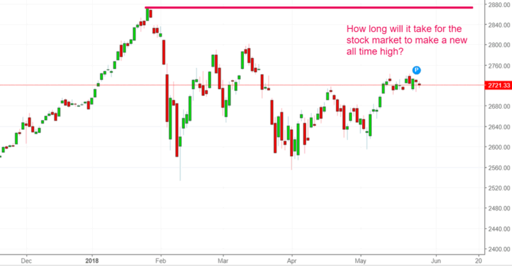 2880.00
How long will it take for the
stock market to make a new
all time high?
2840.00
2800.00
2760.00
P
2721.33
2680.00
2640.00
2600.00
2560.00
2520.00
2480.00
2440.00
2400.00
Dec 2018 Feb Mar Apr May Jun 20